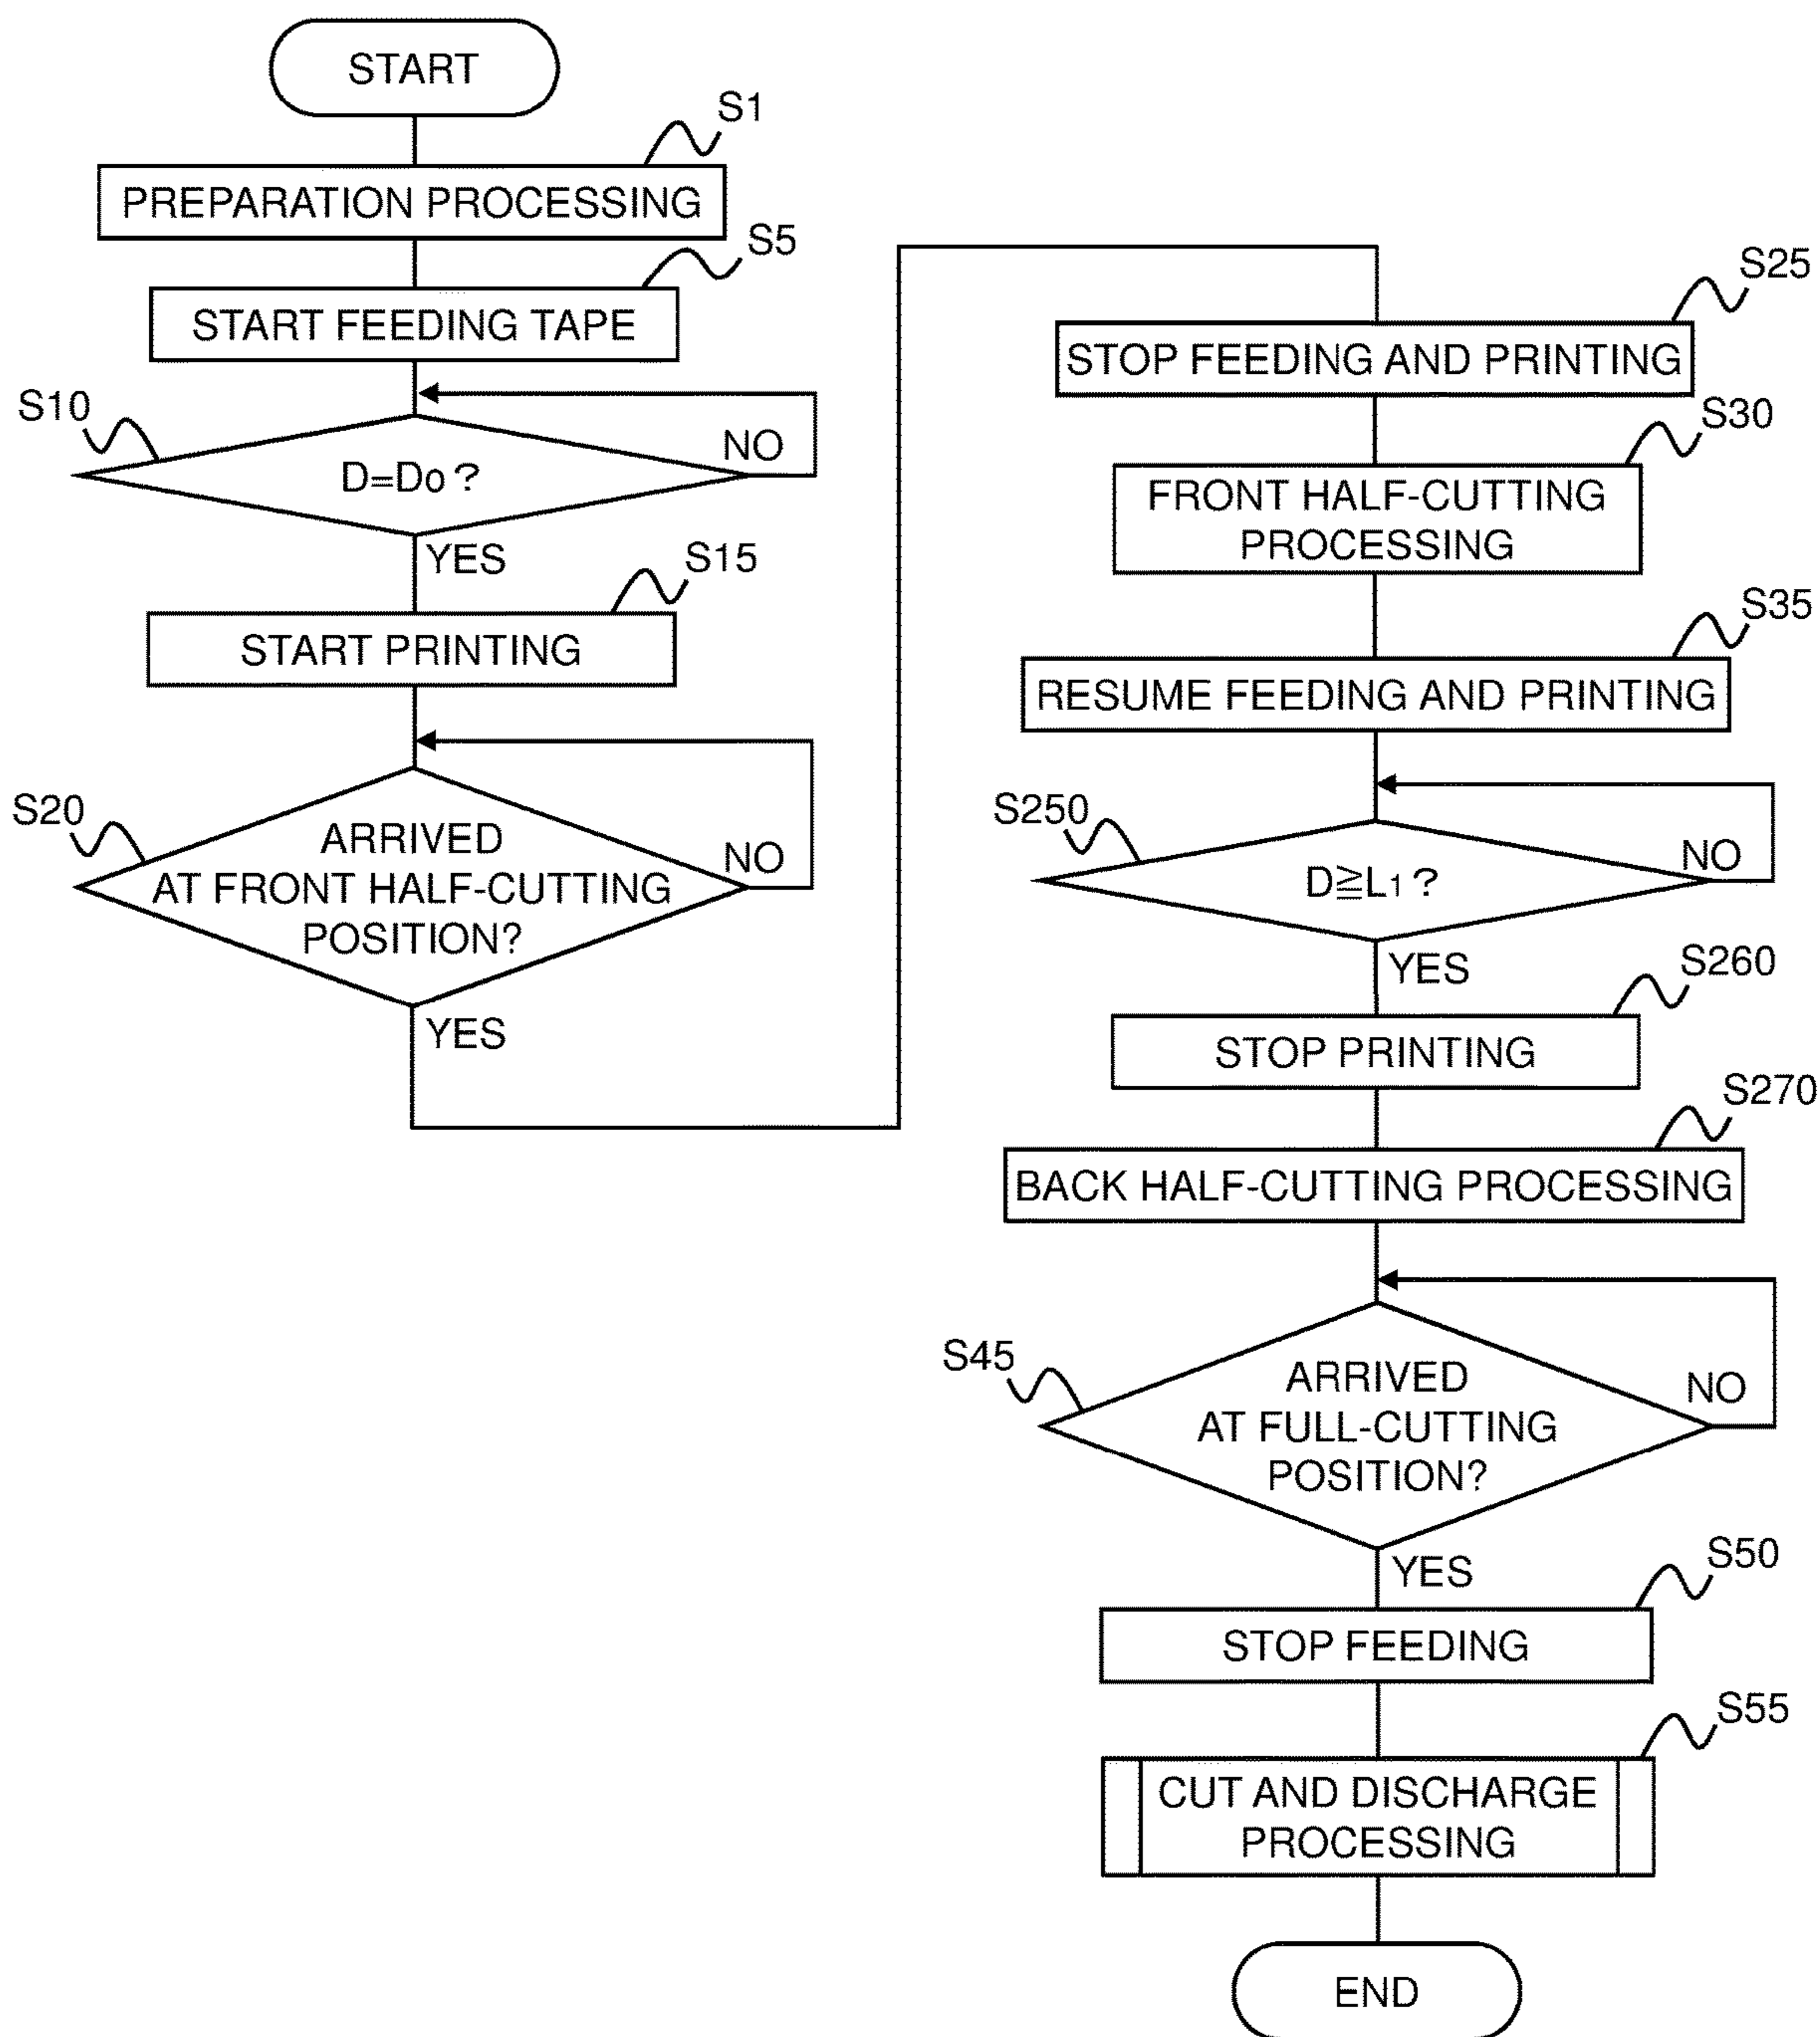 START
S1
PREPARATION PROCESSING
S5
START FEEDING TAPE
S10
D=Do?
NO
YES
S15
START PRINTING
S20
ARRIVED
AT FRONT HALF-CUTTING
POSITION?
NO
YES
S25
STOP FEEDING AND PRINTING
S30
FRONT HALF-CUTTING
PROCESSING
S35
RESUME FEEDING AND PRINTING
S250
D≧L1?
NO
YES
S260
STOP PRINTING
S270
BACK HALF-CUTTING PROCESSING
S45
ARRIVED
AT FULL-CUTTING
POSITION?
NO
YES
S50
STOP FEEDING
S55
CUT AND DISCHARGE
PROCESSING
END